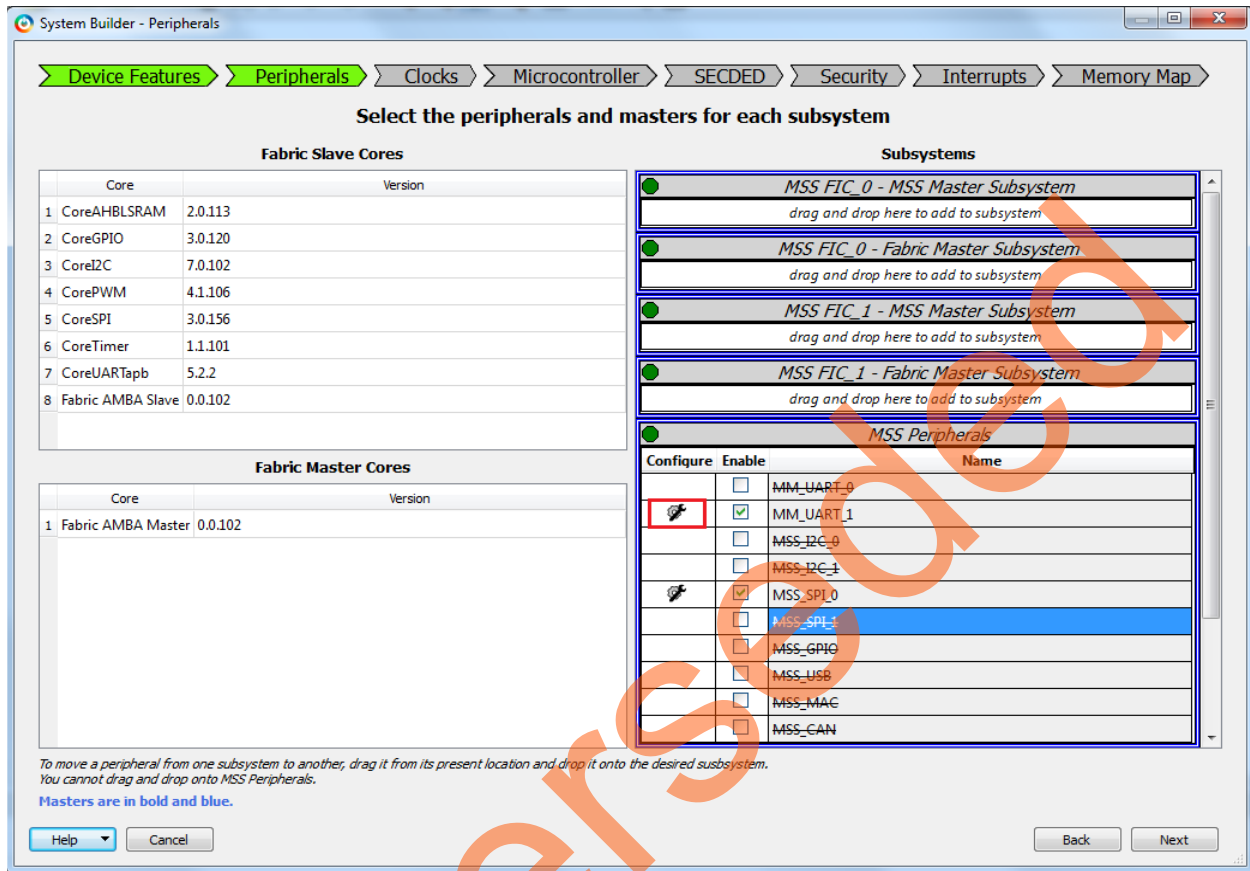 System Builder - Peripherals
Device Features Peripherals Clocks Microcontroller SECDED Security Interrupts Memory Map
Select the peripherals and masters for each subsystem
Fabric Slave Cores
Core Version
1 CoreAHBLSRAM 2.0.113
2 CoreGPIO 3.0.120
3 CoreI2C 7.0.102
4 CorePWM 4.1.106
5 CoreSPI 3.0.156
6 CoreTimer 1.1.101
7 CoreUARTapb 5.2.2
8 Fabric AMBA Slave 0.0.102
Fabric Master Cores
Core Version
1 Fabric AMBA Master 0.0.102
Subsystems
MSS FIC_0 - MSS Master Subsystem
drag and drop here to add to subsystem
MSS FIC_0 - Fabric Master Subsystem
drag and drop here to add to subsystem
MSS FIC_1 - MSS Master Subsystem
drag and drop here to add to subsystem
MSS FIC_1 - Fabric Master Subsystem
drag and drop here to add to subsystem
MSS Peripherals
Configure Enable Name
MM_UART_0
MM_UART_1
MSS_I2C_0
MSS_I2C_1
MSS_SPI_0
MSS_SPI_1
MSS_GPIO
MSS_USB
MSS_MAC
MSS_CAN
To move a peripheral from one subsystem to another, drag it from its present location and drop it onto the desired susbsystem.
You cannot drag and drop onto MSS Peripherals.
Masters are in bold and blue.
Help Cancel Back Next
erseded